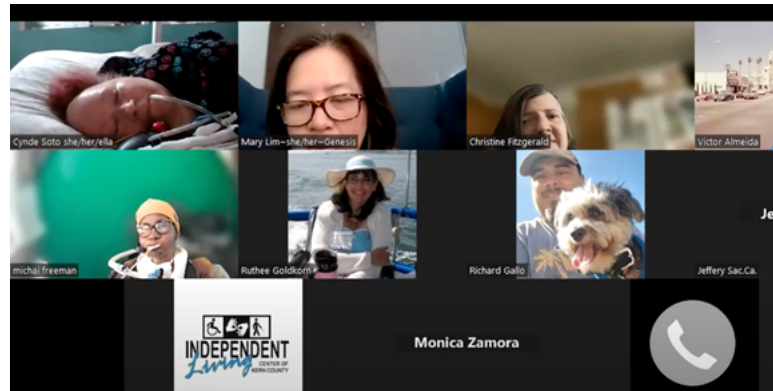 Cynde Soto she/her/ella
Mary Lim~she/her~Genesis
Christine Fitzgerald
Victor Almeida
michai freeman
Ruthee Goldkorn
Richard Gallo
Je
Jeffery Sac.Ca.
INDEPENDENT
Living
CENTER OF
KERN COUNTY
Monica Zamora